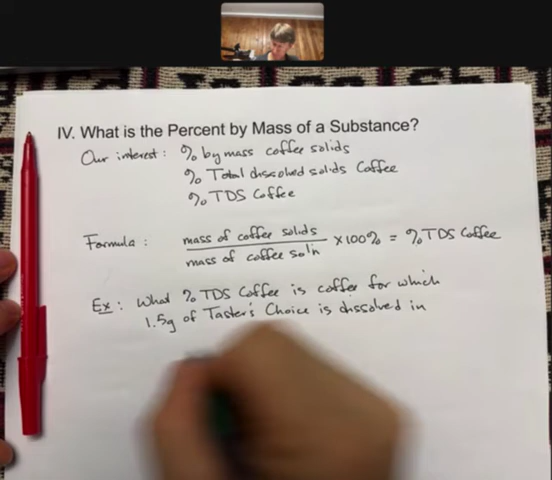 IV. What is the Percent by Mass of a Substance?
Our interest: % by mass coffee solids
% Total dissolved solids Coffee
% TDS Coffee
Formula: mass of coffee solids / mass of coffee sol'n × 100% = % TDS Coffee
Ex: What % TDS Coffee is coffee for which
1.5g of Taster's Choice is dissolved in